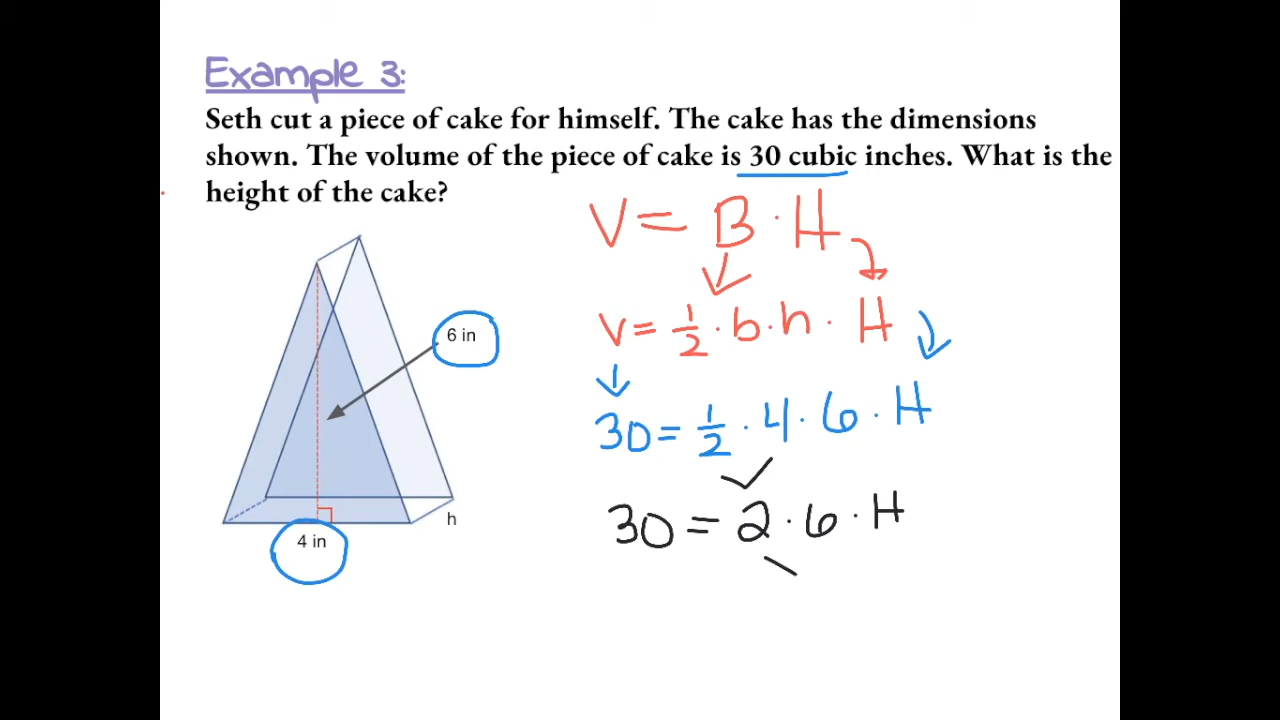 Example 3:
Seth cut a piece of cake for himself. The cake has the dimensions
shown. The volume of the piece of cake is 30 cubic inches. What is the
height of the cake?
V = B · H
V = 1/2 · b · h · H
30 = 1/2 · 4 · 6 · H
30 = 2 · 6 · H
6 in
h
4 in